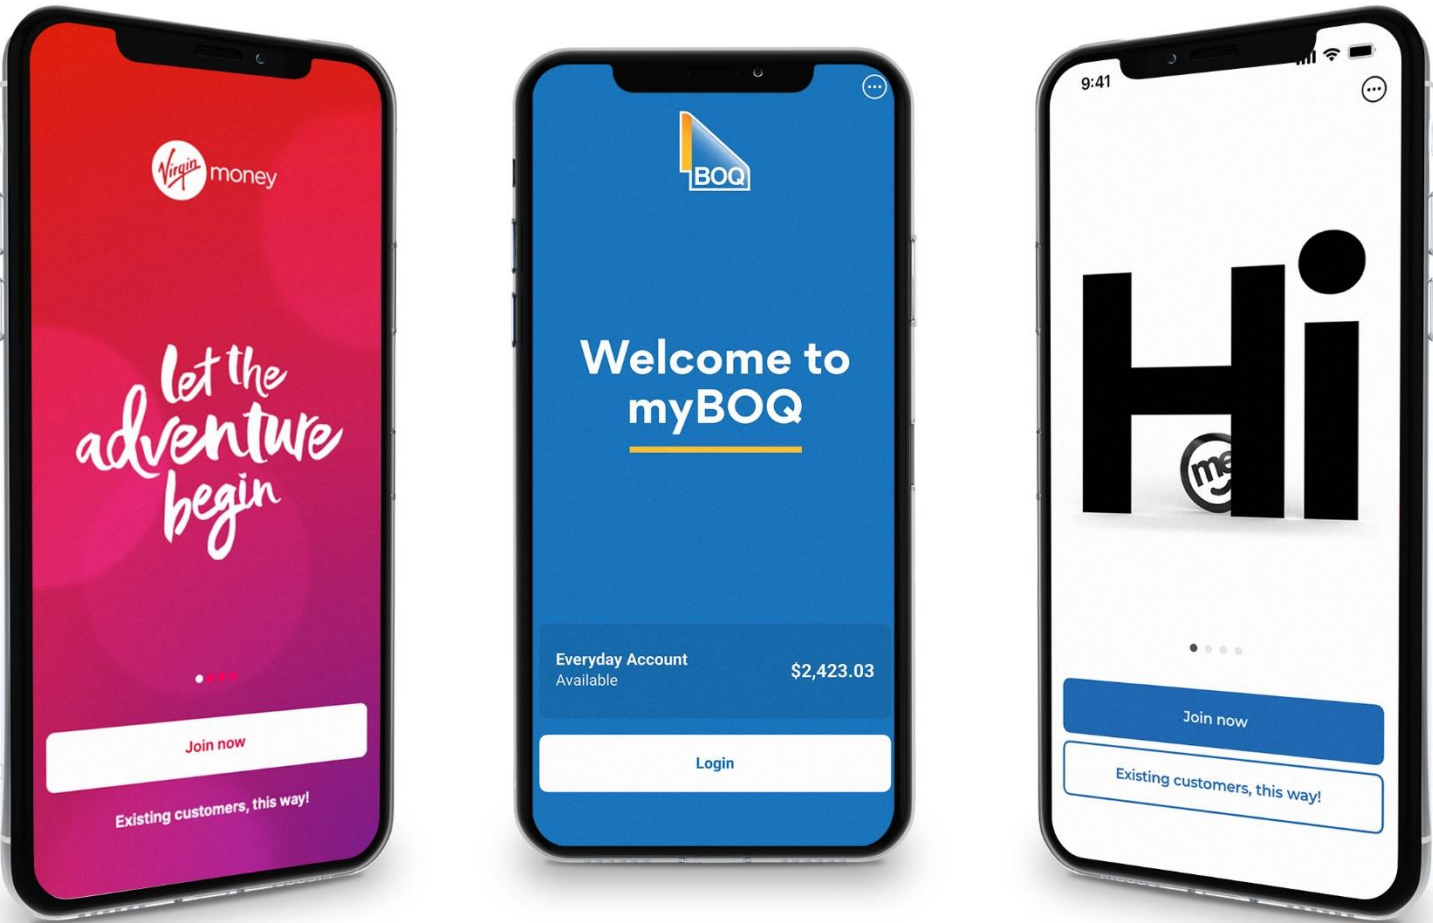 Virgin money
let the
adventure
begin
Join now
Existing customers, this way!
BOQ
Welcome to
myBOQ
Everyday Account
Available
$2,423.03
Login
9:41
Hi
me
Join now
Existing customers, this way!